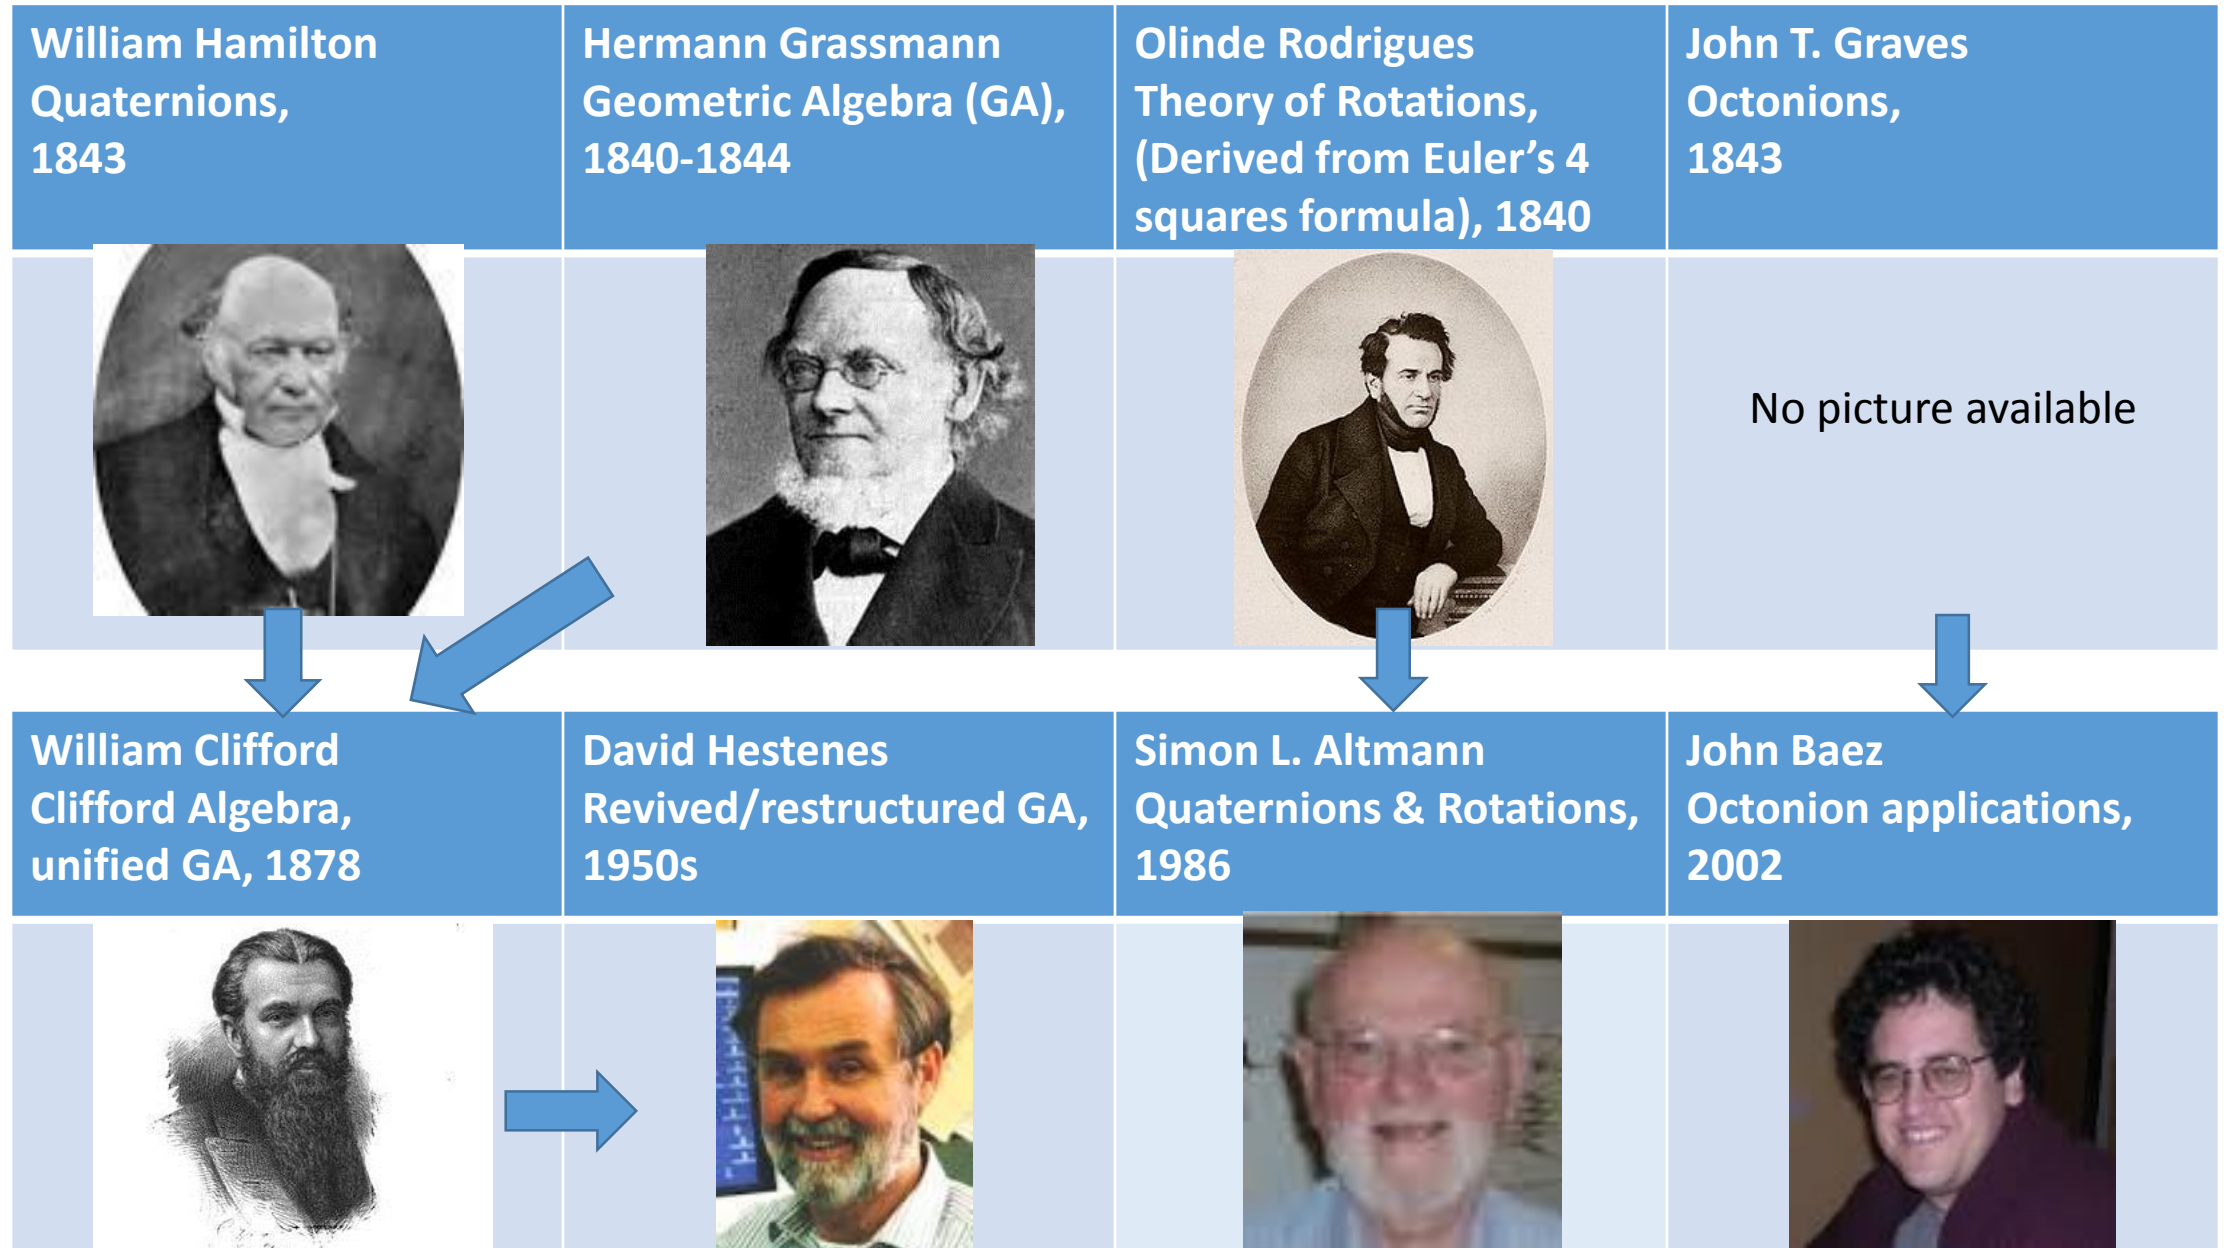 William Hamilton
Quaternions,
1843
Hermann Grassmann
Geometric Algebra (GA),
1840-1844
Olinde Rodrigues
Theory of Rotations,
(Derived from Euler’s 4
squares formula), 1840
John T. Graves
Octonions,
1843
No picture available
William Clifford
Clifford Algebra,
unified GA, 1878
David Hestenes
Revived/restructured GA,
1950s
Simon L. Altmann
Quaternions & Rotations,
1986
John Baez
Octonion applications,
2002